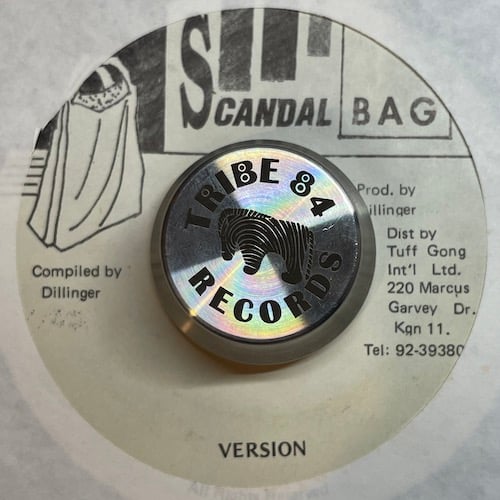 SCANDAL BAG
TRIBE 84
RECORDS
Compiled by
Dillinger
Prod. by
illinger
Dist by
Tuff Gong
Int'l Ltd.
220 Marcus
Garvey Dr.
Kgn 11.
Tel: 92-39380
VERSION